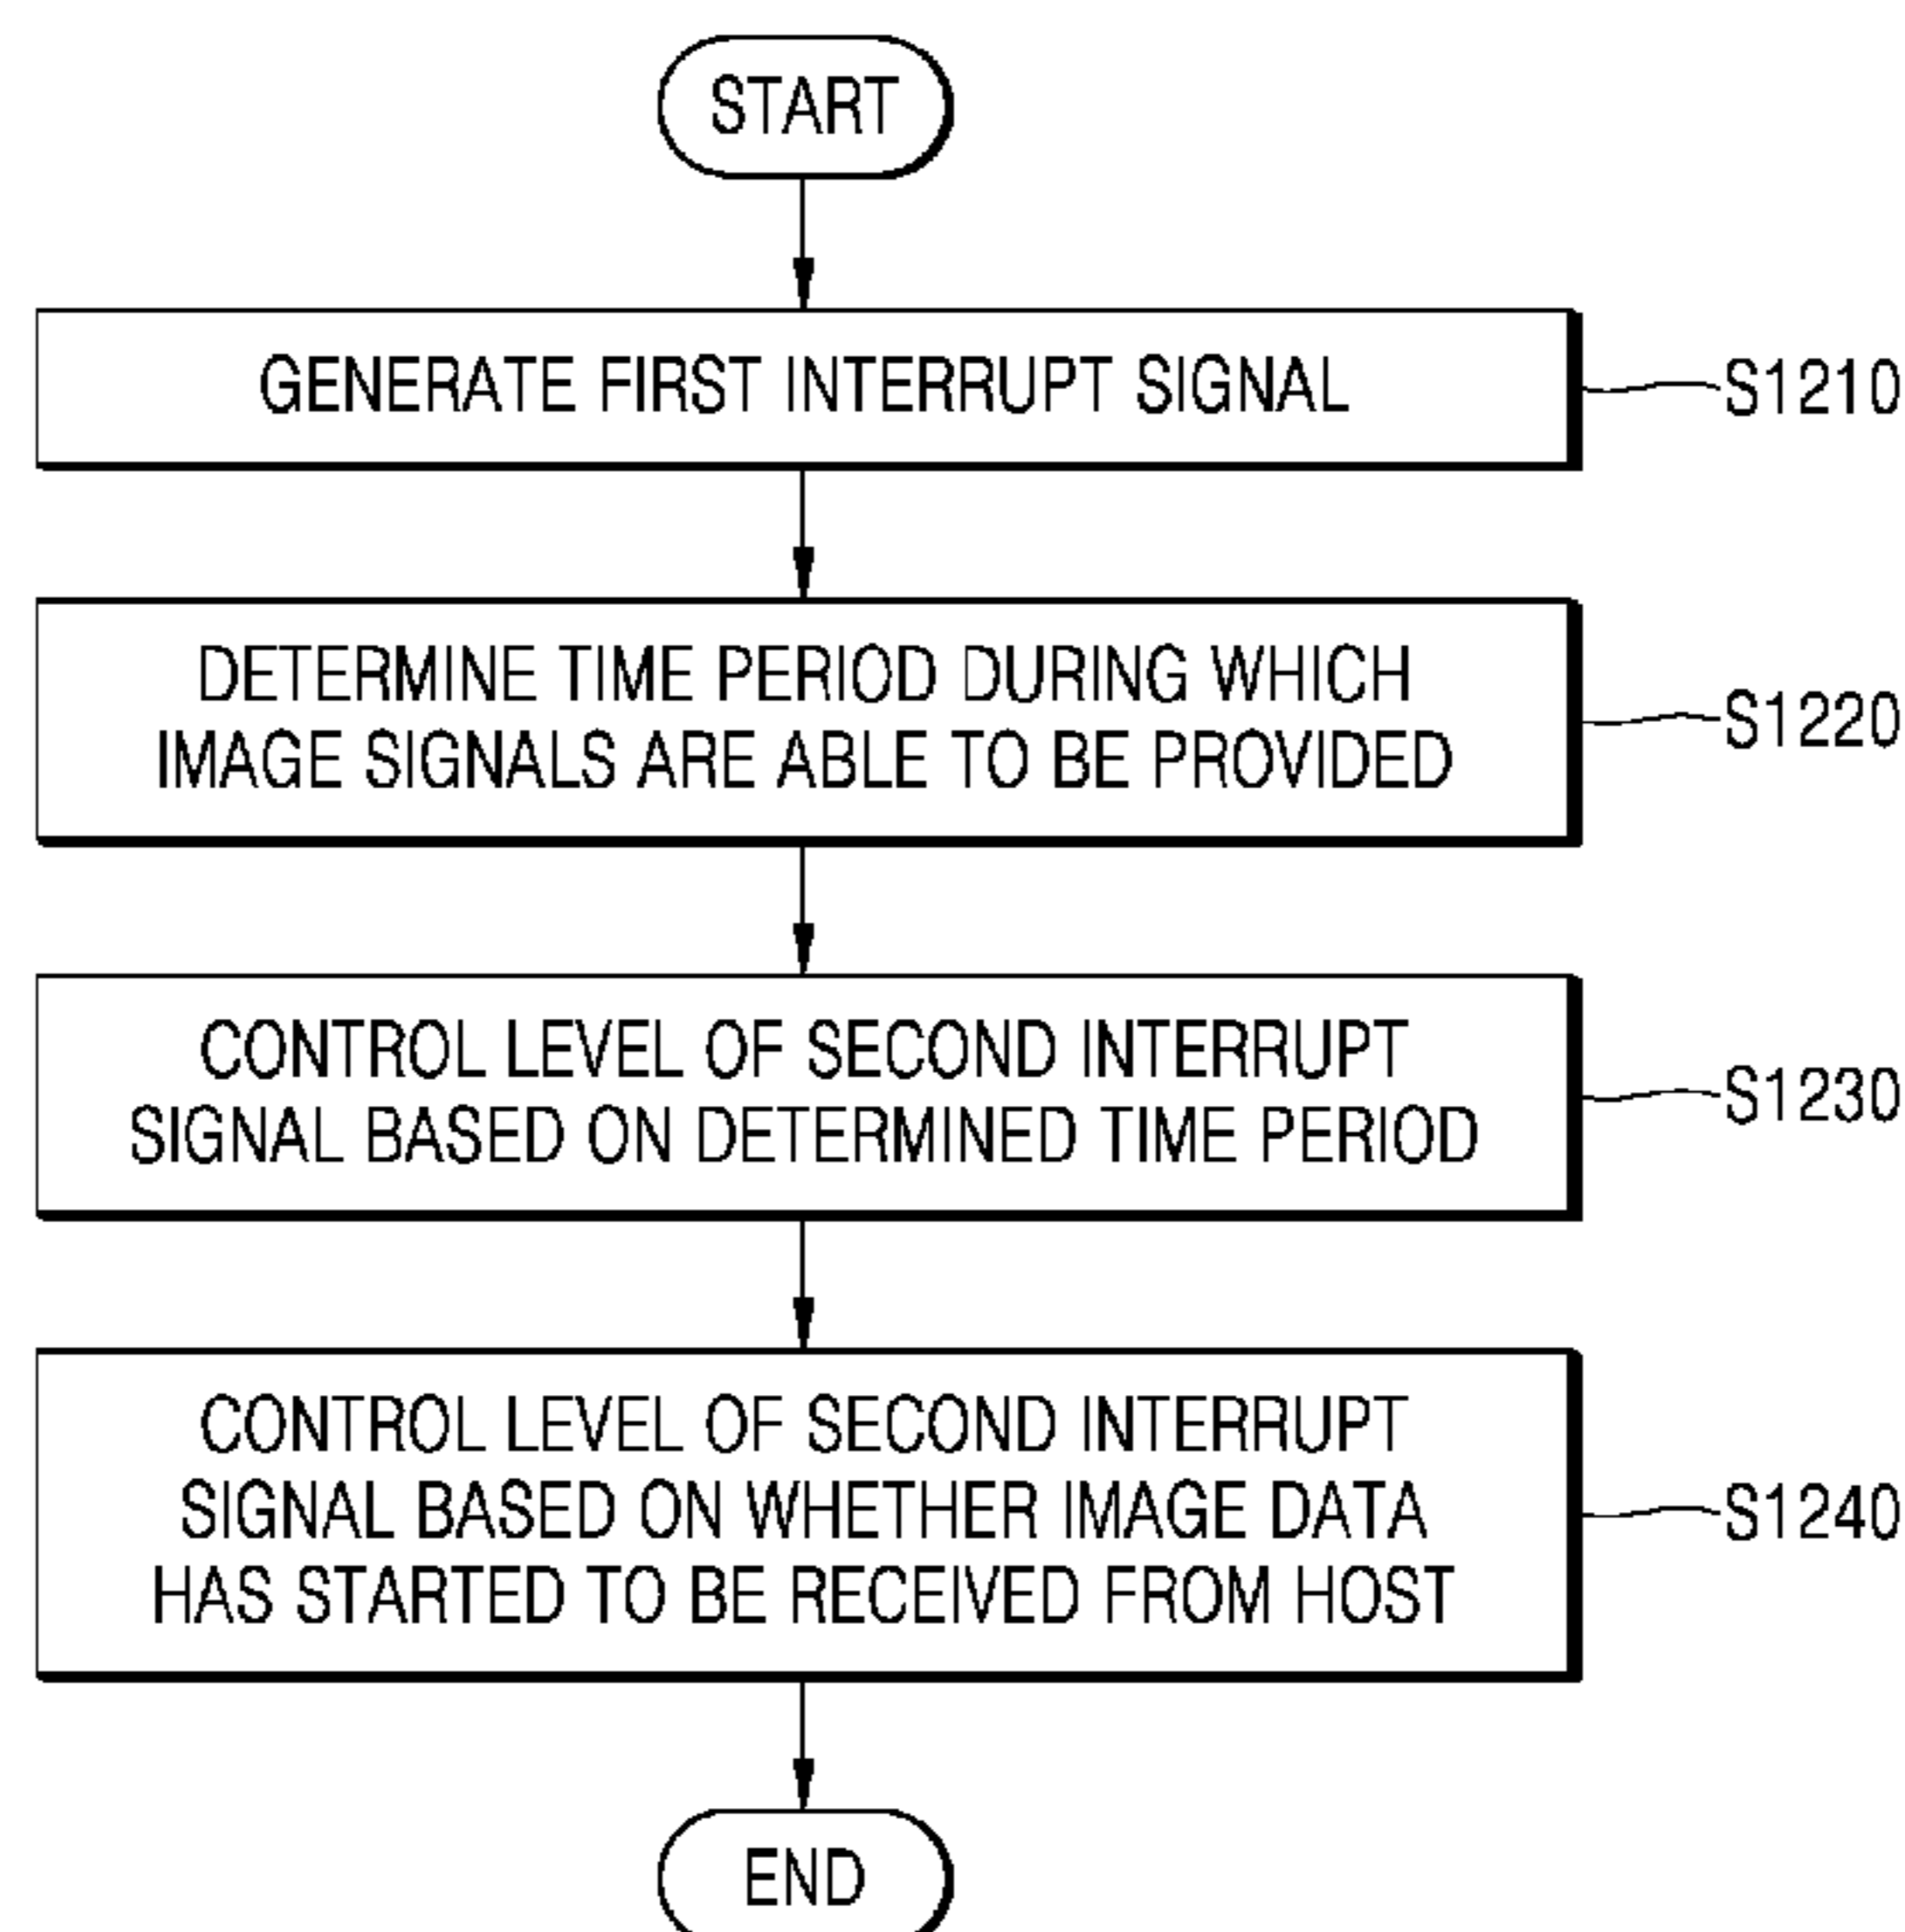 START
GENERATE FIRST INTERRUPT SIGNAL
S1210
DETERMINE TIME PERIOD DURING WHICH
IMAGE SIGNALS ARE ABLE TO BE PROVIDED
S1220
CONTROL LEVEL OF SECOND INTERRUPT
SIGNAL BASED ON DETERMINED TIME PERIOD
S1230
CONTROL LEVEL OF SECOND INTERRUPT
SIGNAL BASED ON WHETHER IMAGE DATA
HAS STARTED TO BE RECEIVED FROM HOST
S1240
END